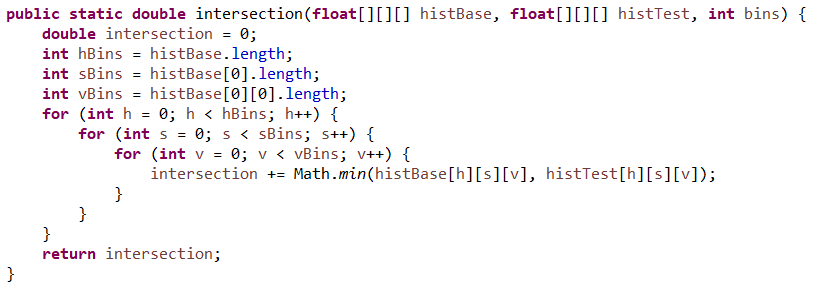 public static double intersection(float[][][] histBase, float[][][] histTest, int bins) {
    double intersection = 0;
    int hBins = histBase.length;
    int sBins = histBase[0].length;
    int vBins = histBase[0][0].length;
    for (int h = 0; h < hBins; h++) {
        for (int s = 0; s < sBins; s++) {
            for (int v = 0; v < vBins; v++) {
                intersection += Math.min(histBase[h][s][v], histTest[h][s][v]);
            }
        }
    }
    return intersection;
}